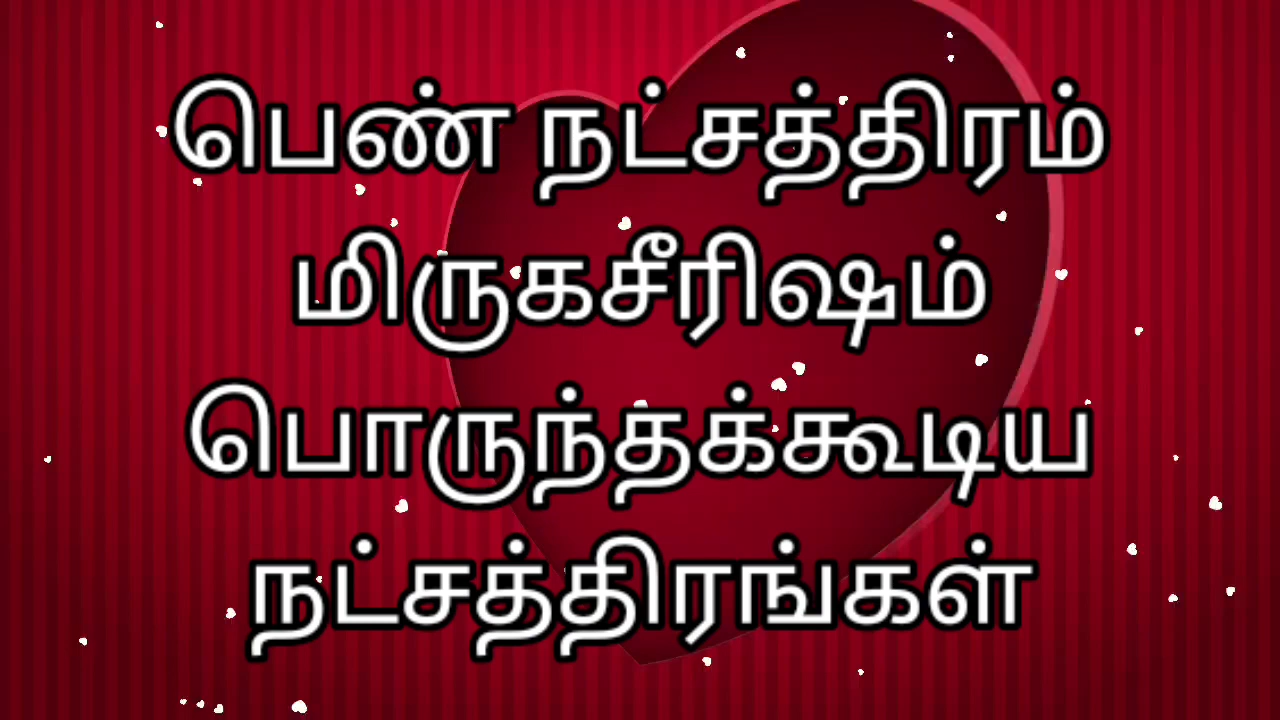 பெண் நட்சத்திரம்
மிருகசீரிஷம்
பொருந்தக்கூடிய
நட்சத்திரங்கள்